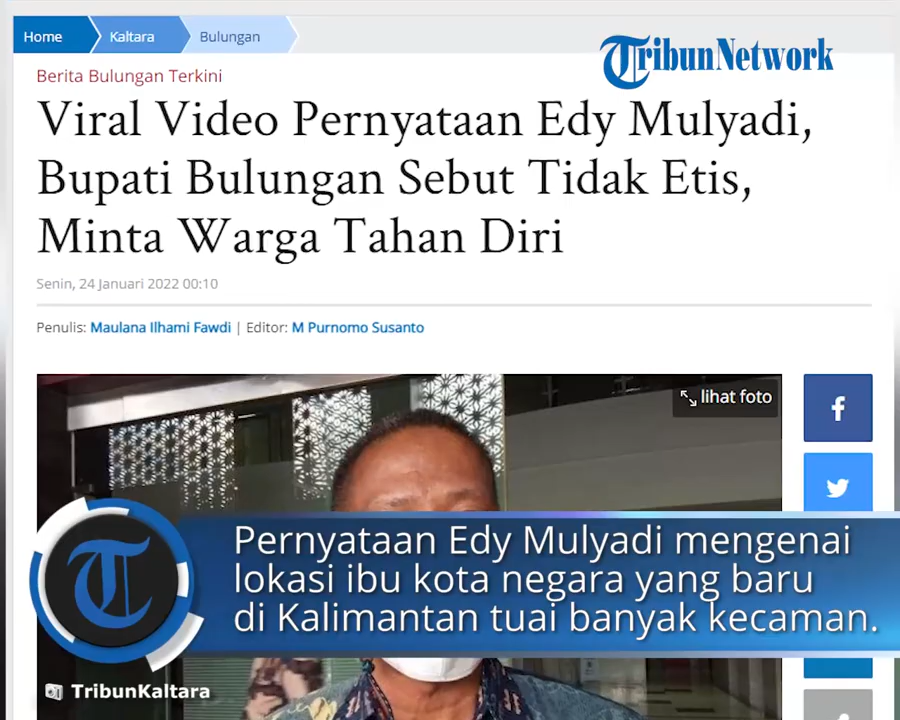 Home Kaltara Bulungan
TribunNetwork
Berita Bulungan Terkini
Viral Video Pernyataan Edy Mulyadi,
Bupati Bulungan Sebut Tidak Etis,
Minta Warga Tahan Diri
Senin, 24 Januari 2022 00:10
Penulis: Maulana Ilhami Fawdi | Editor: M Purnomo Susanto
lihat foto
Pernyataan Edy Mulyadi mengenai
lokasi ibu kota negara yang baru
di Kalimantan tuai banyak kecaman.
TribunKaltara